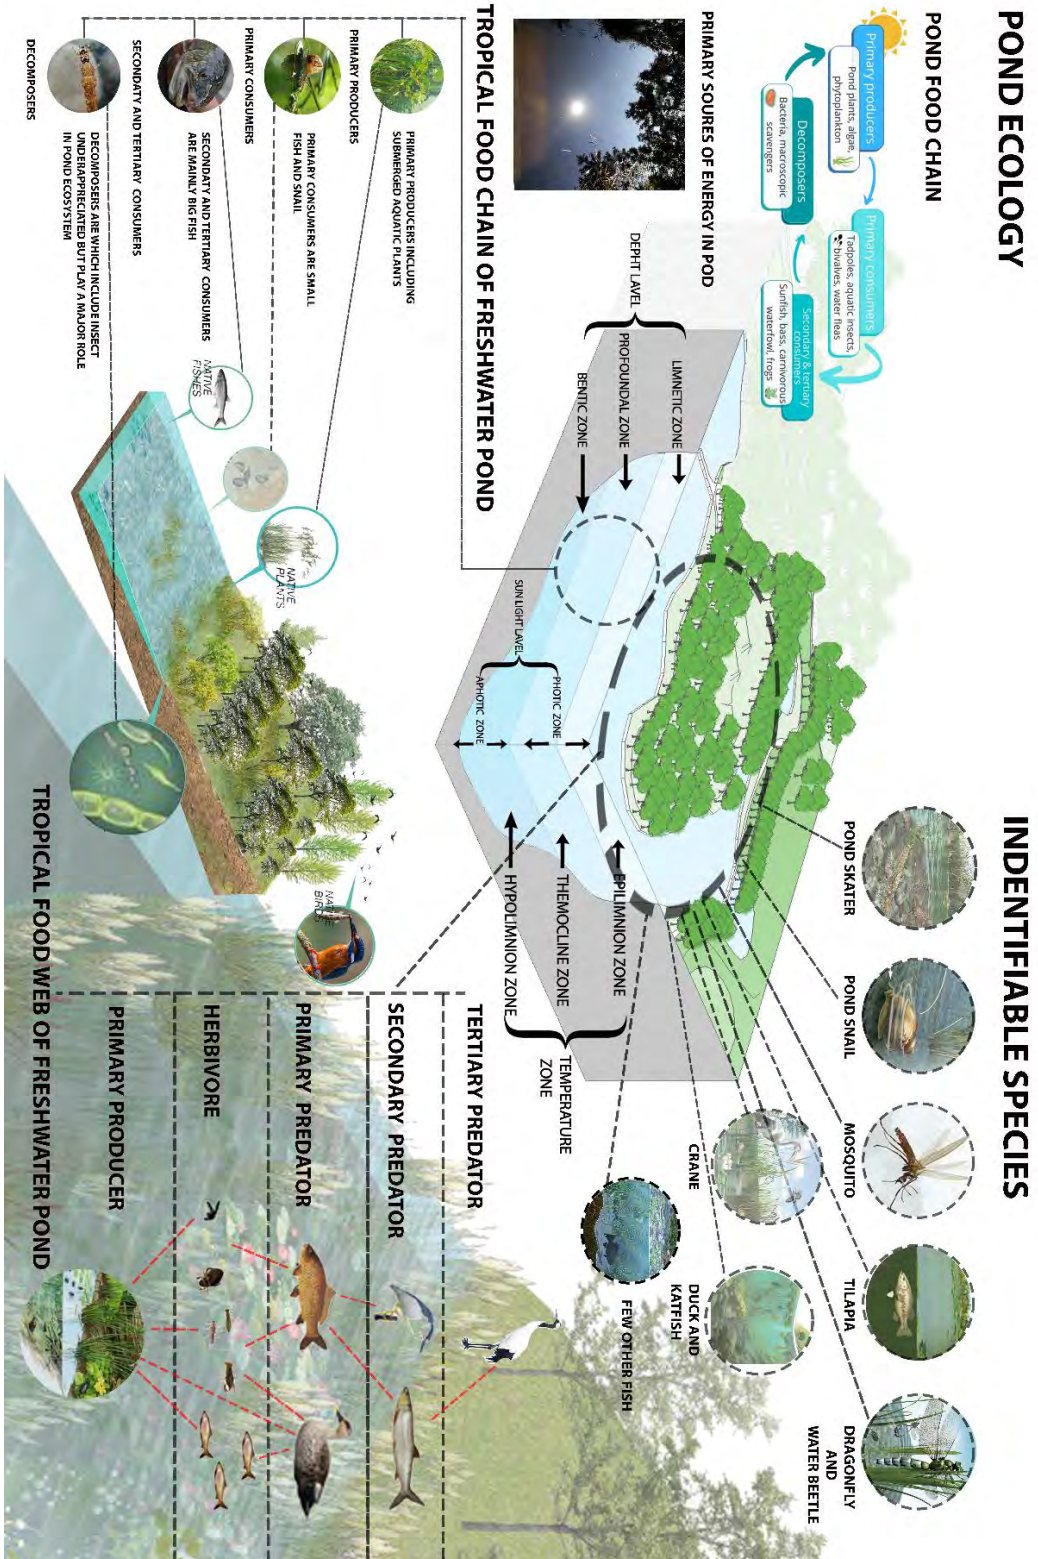 POND ECOLOGY
POND FOOD CHAIN
Primary producers
Pond plants, algae,
phytoplankton
Primary consumers
Tadpoles, aquatic insects,
bivalves, water fleas
Secondary & tertiary
consumers
Sunfish, bass, carnivorous
waterfowl, frogs
Decomposers
Bacteria, macroscopic
scavengers
PRIMARY SOURES OF ENERGY IN POD
DEPHT LAVEL
LIMNETIC ZONE
PROFOUNDAL ZONE
BENTIC ZONE
SUN LIGHT LAVEL
PHOTIC ZONE
APHOTIC ZONE
EPILIMNION ZONE
THEMOCLINE ZONE
HYPOLIMNION ZONE
TEMPERATURE
ZONE
INDENTIFIABLE SPECIES
POND SKATER
POND SNAIL
MOSQUITO
TILAPIA
DRAGONFLY
AND
WATER BEETLE
CRANE
DUCK AND
KATFISH
FEW OTHER FISH
TROPICAL FOOD CHAIN OF FRESHWATER POND
PRIMARY PRODUCERS
PRIMARY PRODUCERS INCLUDING
SUBMERGED AQUATIC PLANTS
PRIMARY CONSUMERS
PRIMARY CONSUMERS ARE SMALL
FISH AND SNAIL
SECONDATY AND TERTIARY CONSUMERS
SECONDATY AND TERTIARY CONSUMERS
ARE MAINLY BIG FISH
DECOMPOSERS
DECOMPOSERS ARE WHICH INCLUDE INSECT
UNDERAPPRECIATED BUT PLAY A MAJOR ROLE
IN POND ECOSYSTEM
NATIVE
FISHES
NATIVE
PLANTS
NATIVE
BIRDS
TERTIARY PREDATOR
SECONDARY PREDATOR
PRIMARY PREDATOR
HERBIVORE
PRIMARY PRODUCER
TROPICAL FOOD WEB OF FRESHWATER POND